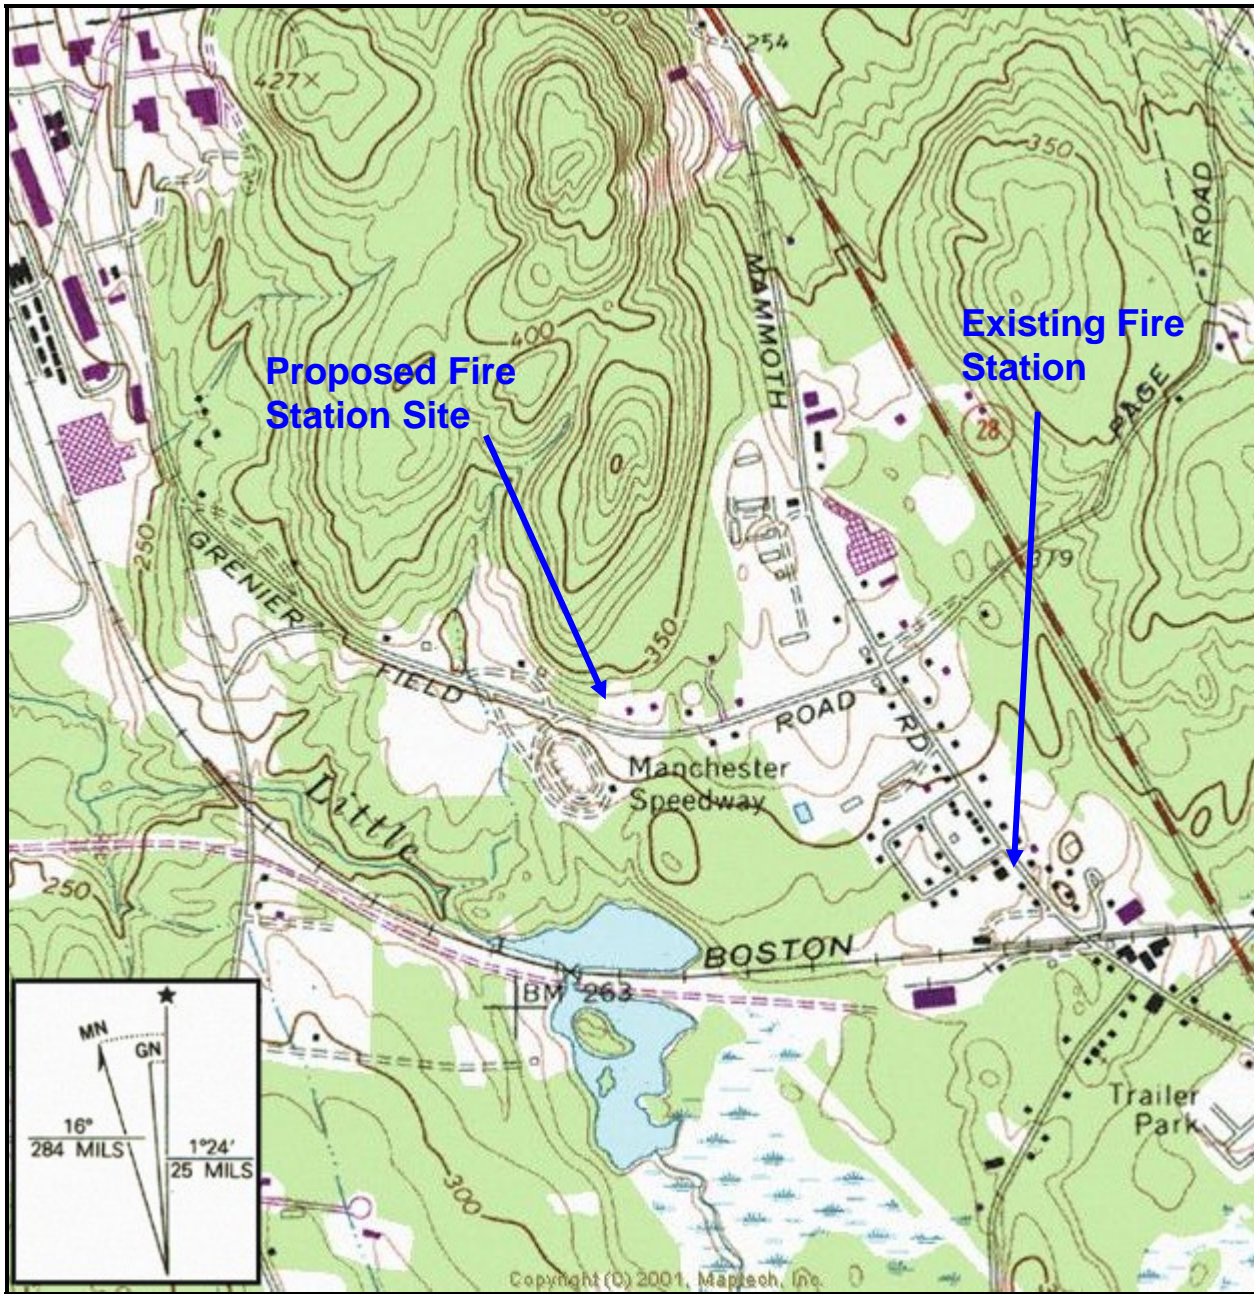 254
427×
350
ROAD
MAMMOTH
400
Existing Fire
Station
Proposed Fire
Station Site
PAGE
28
0
250
GRENIER
319
350
FIELD
ROAD
RD
Manchester
Speedway
Little
250
BOSTON
BM 263
MN
GN
16°
284 MILS
1°24'
25 MILS
Trailer
Park
300
Copyright (C) 2001, Maptech, Inc.